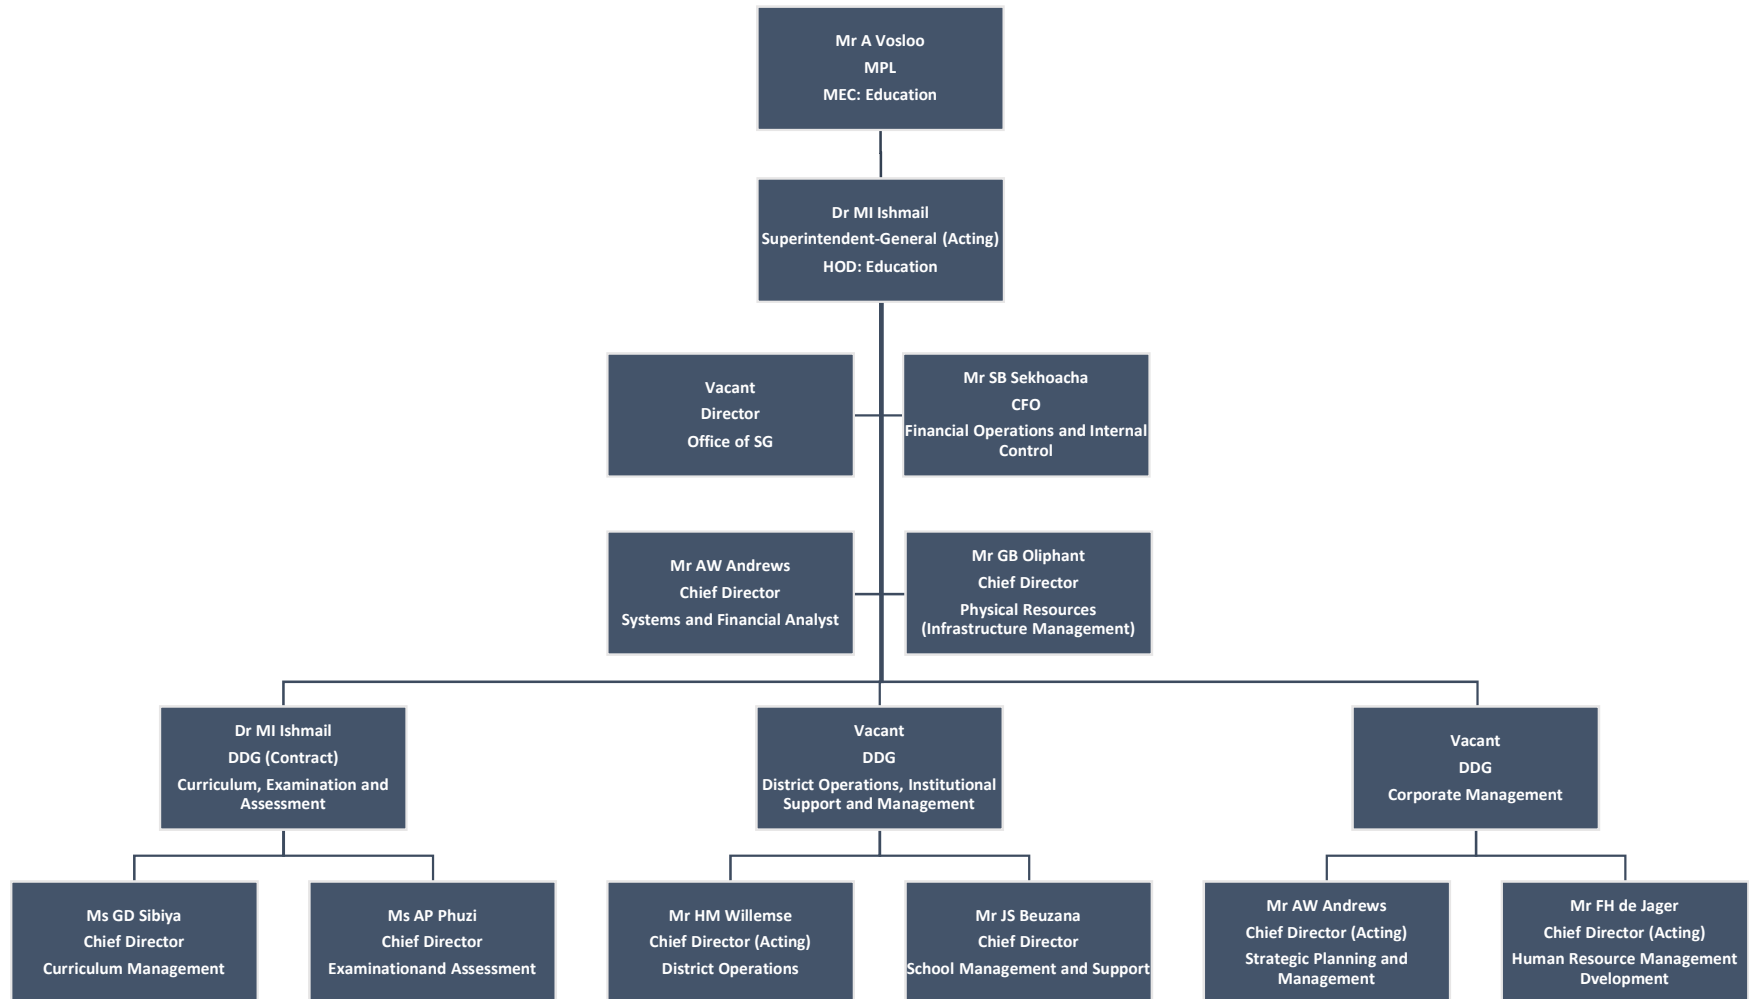 Mr A Vosloo
MPL
MEC: Education
Dr MI Ishmail
Superintendent-General (Acting)
HOD: Education
Vacant
Director
Office of SG
Mr SB Sekhoacha
CFO
Financial Operations and Internal
Control
Mr AW Andrews
Chief Director
Systems and Financial Analyst
Mr GB Oliphant
Chief Director
Physical Resources
(Infrastructure Management)
Dr MI Ishmail
DDG (Contract)
Curriculum, Examination and
Assessment
Vacant
DDG
District Operations, Institutional
Support and Management
Vacant
DDG
Corporate Management
Ms GD Sibiya
Chief Director
Curriculum Management
Ms AP Phuzi
Chief Director
Examinationand Assessment
Mr HM Willemse
Chief Director (Acting)
District Operations
Mr JS Beuzana
Chief Director
School Management and Support
Mr AW Andrews
Chief Director (Acting)
Strategic Planning and
Management
Mr FH de Jager
Chief Director (Acting)
Human Resource Management
Dvelopment